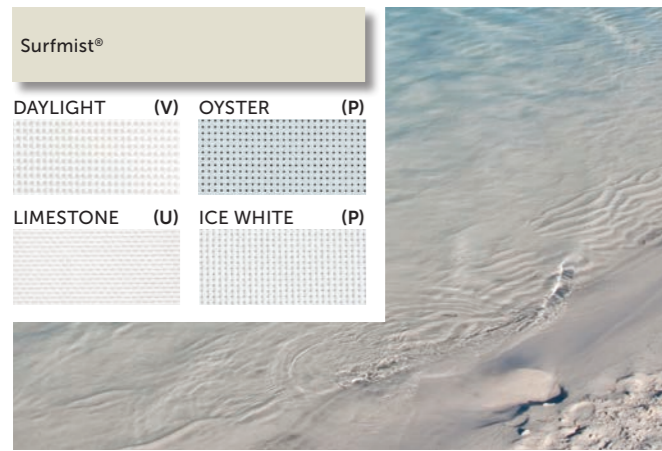 Surfmist®
DAYLIGHT (V) OYSTER (P)
LIMESTONE (U) ICE WHITE (P)